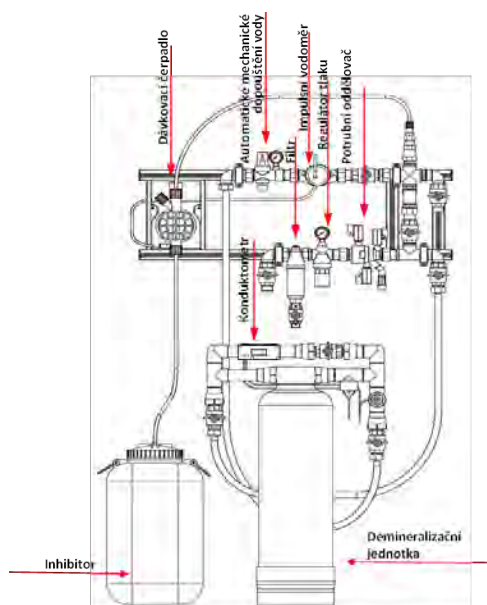 Dávkovací čerpadlo
Automatické mechanické
dopouštění vody
Filtr
Impulsní vodoměr
Regulátor tlaku
Potrubní oddělovač
Konduktometr
Inhibitor
Demineralizační
jednotka